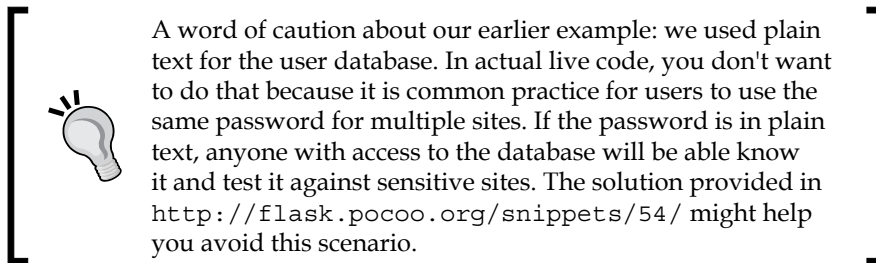 A word of caution about our earlier example: we used plain
text for the user database. In actual live code, you don't want
to do that because it is common practice for users to use the
same password for multiple sites. If the password is in plain
text, anyone with access to the database will be able know
it and test it against sensitive sites. The solution provided in
http://flask.pocoo.org/snippets/54/ might help
you avoid this scenario.